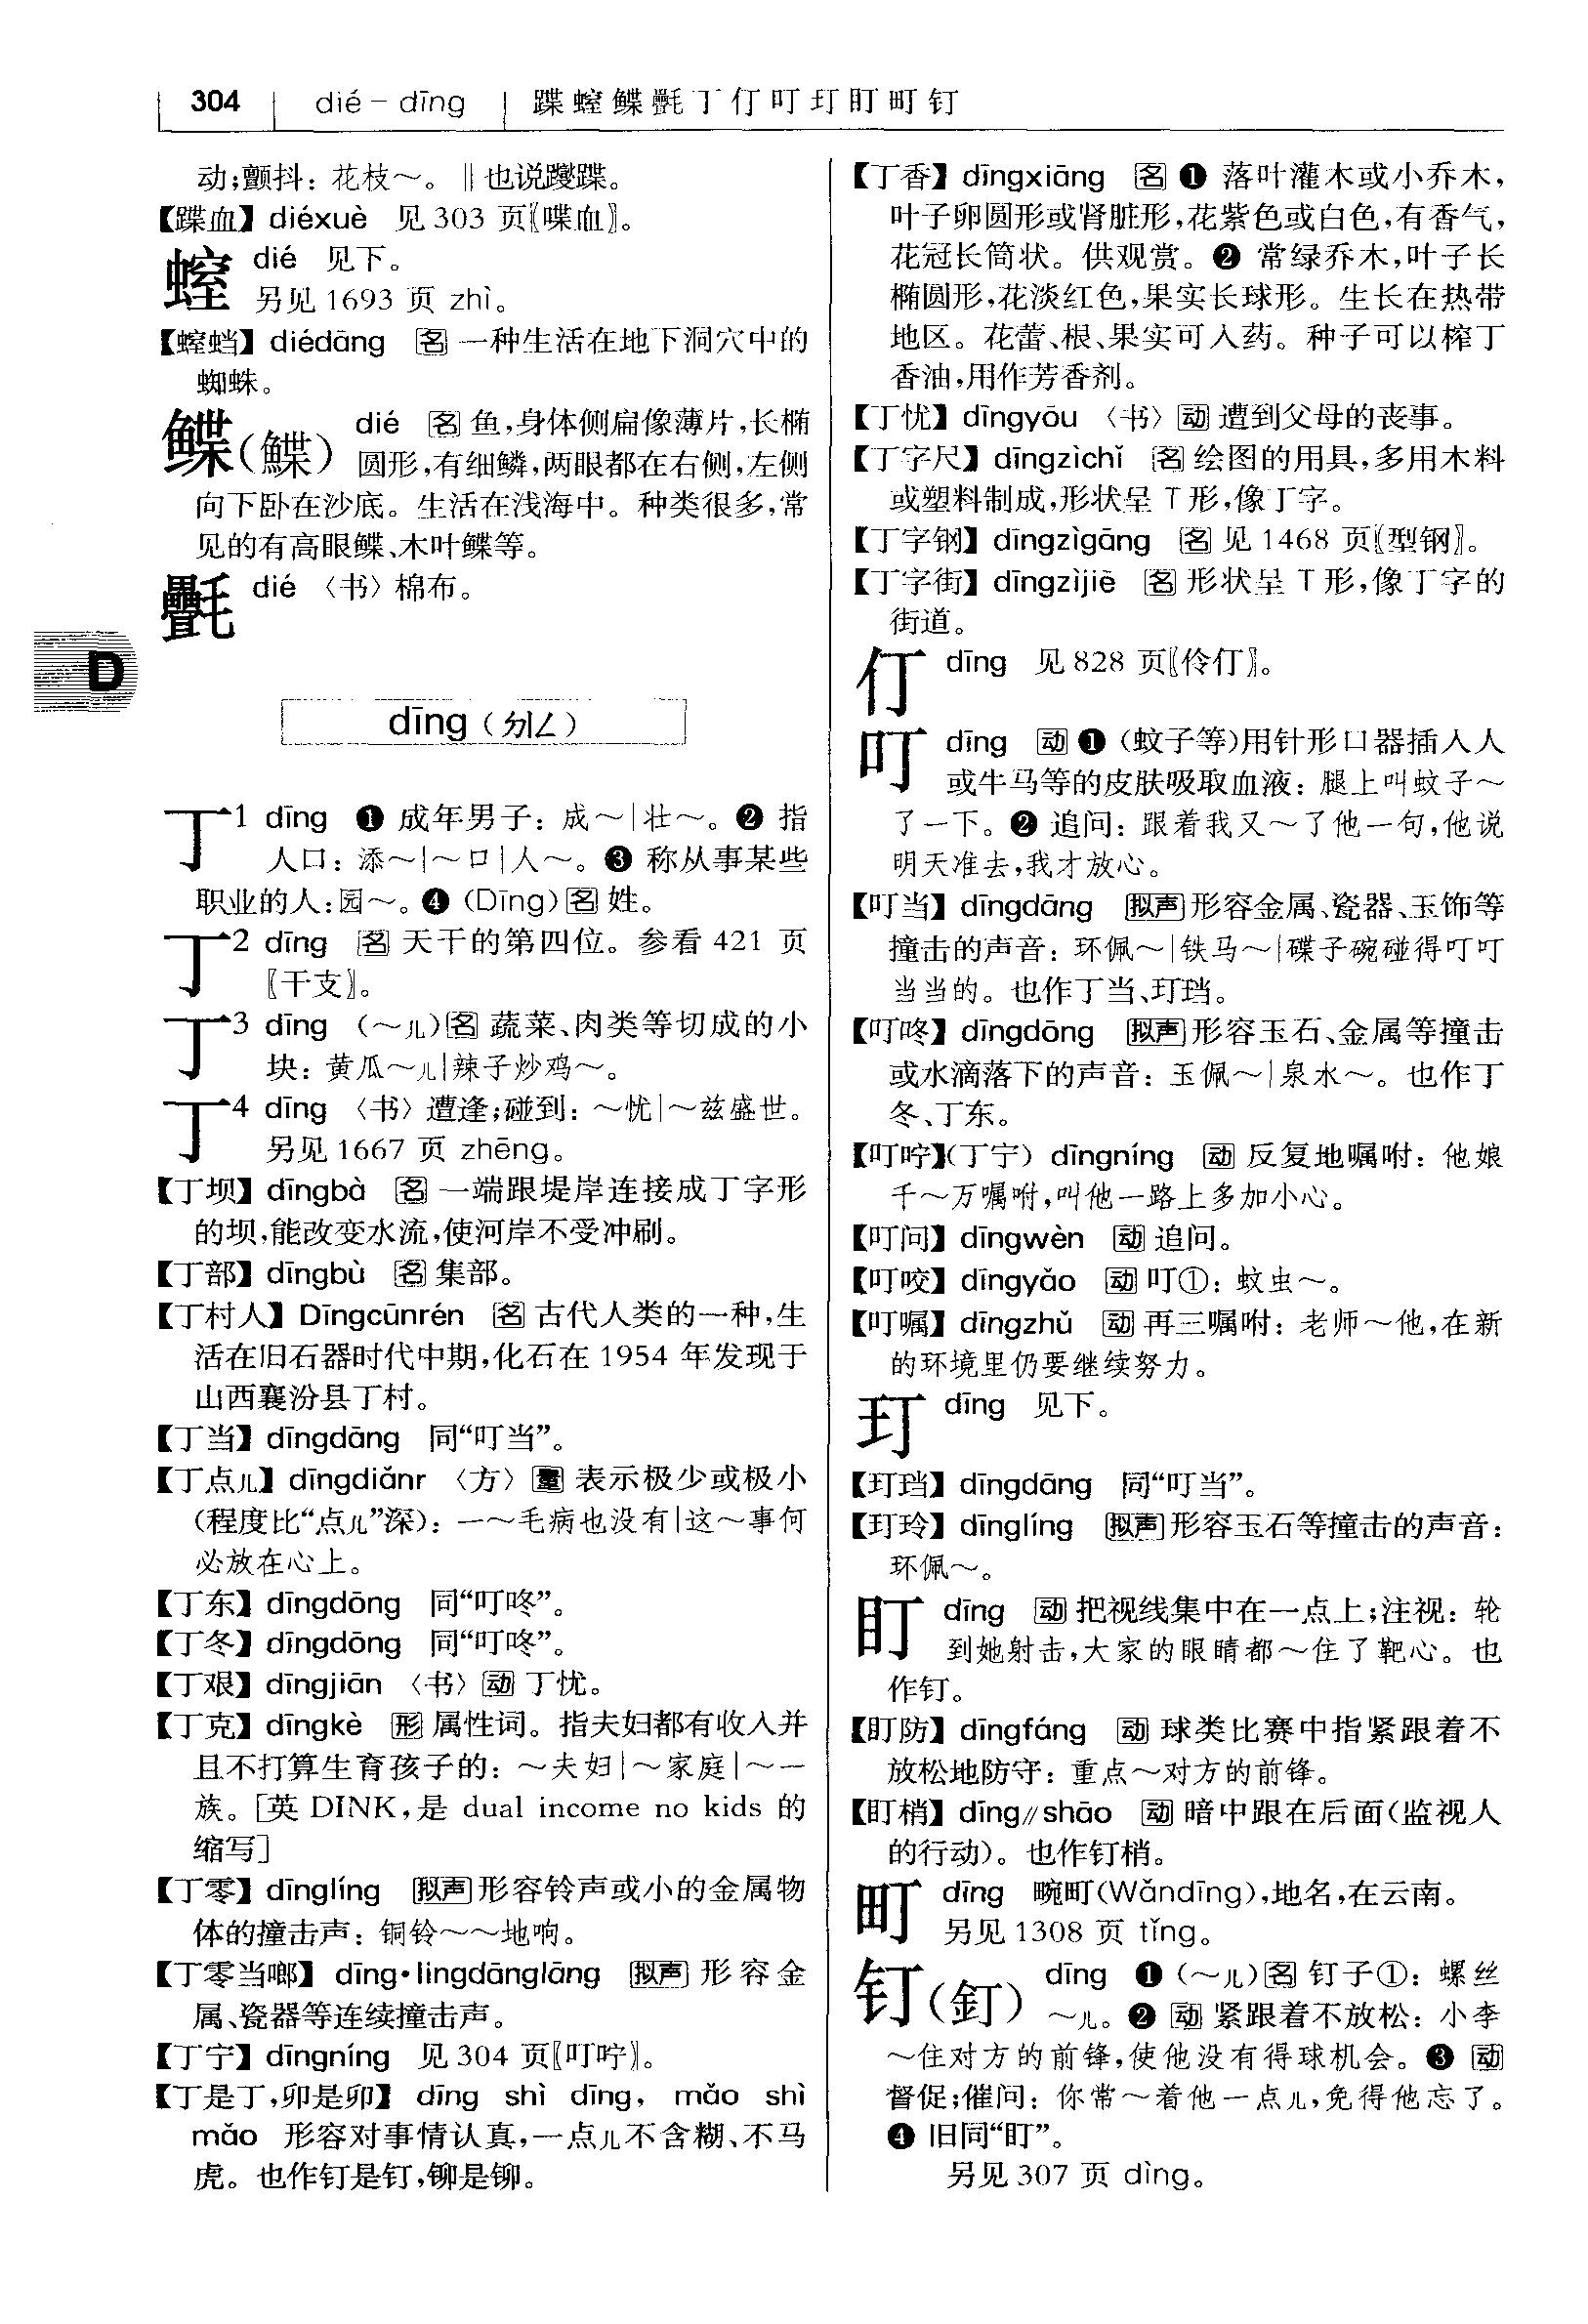 304 dié－dīng 蹀螲鲽氎丁仃叮玎盯町钉
动;颤抖：花枝～。‖也说躞蹀。
【蹀血】diéxuè 见 303 页〖喋血〗。
螲 dié 见下。
另见 1693 页 zhì。
【螲蟷】diédāng 名 一种生活在地下洞穴中的
蜘蛛。
鲽(鰈) dié 名 鱼,身体侧扁像薄片,长椭
圆形,有细鳞,两眼都在右侧,左侧
向下卧在沙底。生活在浅海中。种类很多,常
见的有高眼鲽、木叶鲽等。
氎 dié 〈书〉棉布。
D
dīng（ㄉㄧㄥ）
丁1 dīng ❶ 成年男子：成～|壮～。❷ 指
人口：添～|～口|人～。❸ 称从事某些
职业的人:园～。❹ (Dīng) 名 姓。
丁2 dīng 名 天干的第四位。参看 421 页
〖干支〗。
丁3 dīng (～儿) 名 蔬菜、肉类等切成的小
块：黄瓜～儿|辣子炒鸡～。
丁4 dīng 〈书〉遭逢;碰到：～忧|～兹盛世。
另见 1667 页 zhēng。
【丁坝】dīngbà 名 一端跟堤岸连接成丁字形
的坝,能改变水流,使河岸不受冲刷。
【丁部】dīngbù 名 集部。
【丁村人】Dīngcūnrén 名 古代人类的一种,生
活在旧石器时代中期,化石在 1954 年发现于
山西襄汾县丁村。
【丁当】dīngdāng 同“叮当”。
【丁点儿】dīngdiǎnr 〈方〉量 表示极少或极小
(程度比“点儿”深)：一～毛病也没有|这～事何
必放在心上。
【丁东】dīngdōng 同“叮咚”。
【丁冬】dīngdōng 同“叮咚”。
【丁艰】dīngjiān 〈书〉动 丁忧。
【丁克】dīngkè 形 属性词。指夫妇都有收入并
且不打算生育孩子的：～夫妇|～家庭|～一
族。[英 DINK,是 dual income no kids 的
缩写]
【丁零】dīnglíng 拟声 形容铃声或小的金属物
体的撞击声：铜铃～～地响。
【丁零当啷】dīng•lingdānglāng 拟声 形容金
属、瓷器等连续撞击声。
【丁宁】dīngníng 见 304 页〖叮咛〗。
【丁是丁,卯是卯】dīng shì dīng, mǎo shì
mǎo 形容对事情认真,一点儿不含糊、不马
虎。也作钉是钉,铆是铆。
【丁香】dīngxiāng 名 ❶ 落叶灌木或小乔木,
叶子卵圆形或肾脏形,花紫色或白色,有香气,
花冠长筒状。供观赏。❷ 常绿乔木,叶子长
椭圆形,花淡红色,果实长球形。生长在热带
地区。花蕾、根、果实可入药。种子可以榨丁
香油,用作芳香剂。
【丁忧】dīngyōu 〈书〉动 遭到父母的丧事。
【丁字尺】dīngzìchǐ 名 绘图的用具,多用木料
或塑料制成,形状呈 T 形,像丁字。
【丁字钢】dīngzìgāng 名 见 1468 页〖型钢〗。
【丁字街】dīngzìjiē 名 形状呈 T 形,像丁字的
街道。
仃 dīng 见 828 页〖伶仃〗。
叮 dīng 动 ❶ (蚊子等)用针形口器插入人
或牛马等的皮肤吸取血液：腿上叫蚊子～
了一下。❷ 追问：跟着我又～了他一句,他说
明天准去,我才放心。
【叮当】dīngdāng 拟声 形容金属、瓷器、玉饰等
撞击的声音：环佩～|铁马～|碟子碗碰得叮叮
当当的。也作丁当、玎珰。
【叮咚】dīngdōng 拟声 形容玉石、金属等撞击
或水滴落下的声音：玉佩～|泉水～。也作丁
冬、丁东。
【叮咛】(丁宁) dīngníng 动 反复地嘱咐：他娘
千～万嘱咐,叫他一路上多加小心。
【叮问】dīngwèn 动 追问。
【叮咬】dīngyǎo 动 叮①：蚊虫～。
【叮嘱】dīngzhǔ 动 再三嘱咐：老师～他,在新
的环境里仍要继续努力。
玎 dīng 见下。
【玎珰】dīngdāng 同“叮当”。
【玎玲】dīnglíng 拟声 形容玉石等撞击的声音：
环佩～。
盯 dīng 动 把视线集中在一点上;注视：轮
到她射击,大家的眼睛都～住了靶心。也
作钉。
【盯防】dīngfáng 动 球类比赛中指紧跟着不
放松地防守：重点～对方的前锋。
【盯梢】dīng∥shāo 动 暗中跟在后面(监视人
的行动)。也作钉梢。
町 dīng 畹町(Wǎndīng),地名,在云南。
另见 1308 页 tǐng。
钉(釘) dīng ❶ (～儿) 名 钉子①：螺丝
～儿。❷ 动 紧跟着不放松：小李
～住对方的前锋,使他没有得球机会。❸ 动
督促;催问：你常～着他一点儿,免得他忘了。
❹ 旧同“盯”。
另见 307 页 dìng。